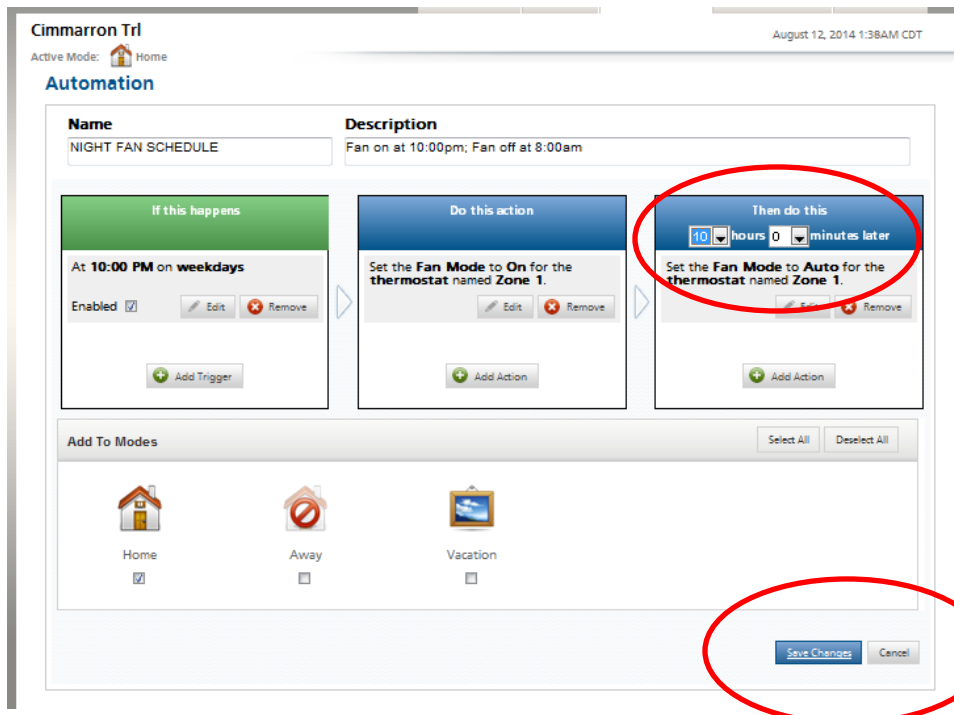 Cimmarron Trl
August 12, 2014 1:38AM CDT
Active Mode: Home
Automation
Name
Description
NIGHT FAN SCHEDULE
Fan on at 10:00pm; Fan off at 8:00am
If this happens
At 10:00 PM on weekdays
Enabled
Edit
Remove
Add Trigger
Do this action
Set the Fan Mode to On for the
thermostat named Zone 1.
Edit
Remove
Add Action
Then do this
10 hours 0 minutes later
Set the Fan Mode to Auto for the
thermostat named Zone 1.
Edit
Remove
Add Action
Add To Modes
Select All
Deselect All
Home
Away
Vacation
Save Changes
Cancel